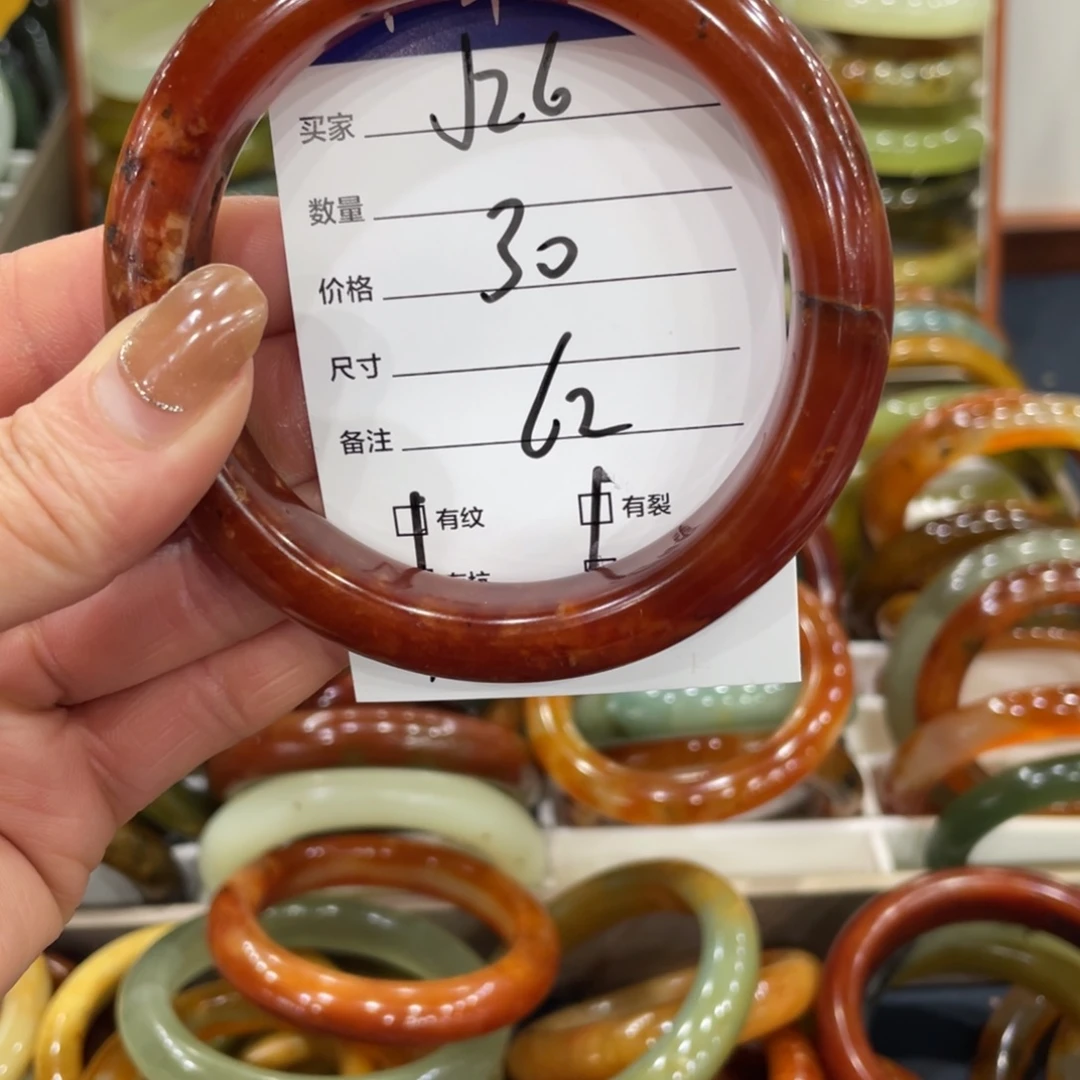 买家 J26
数量
价格 30
尺寸
备注 62
有纹 有裂